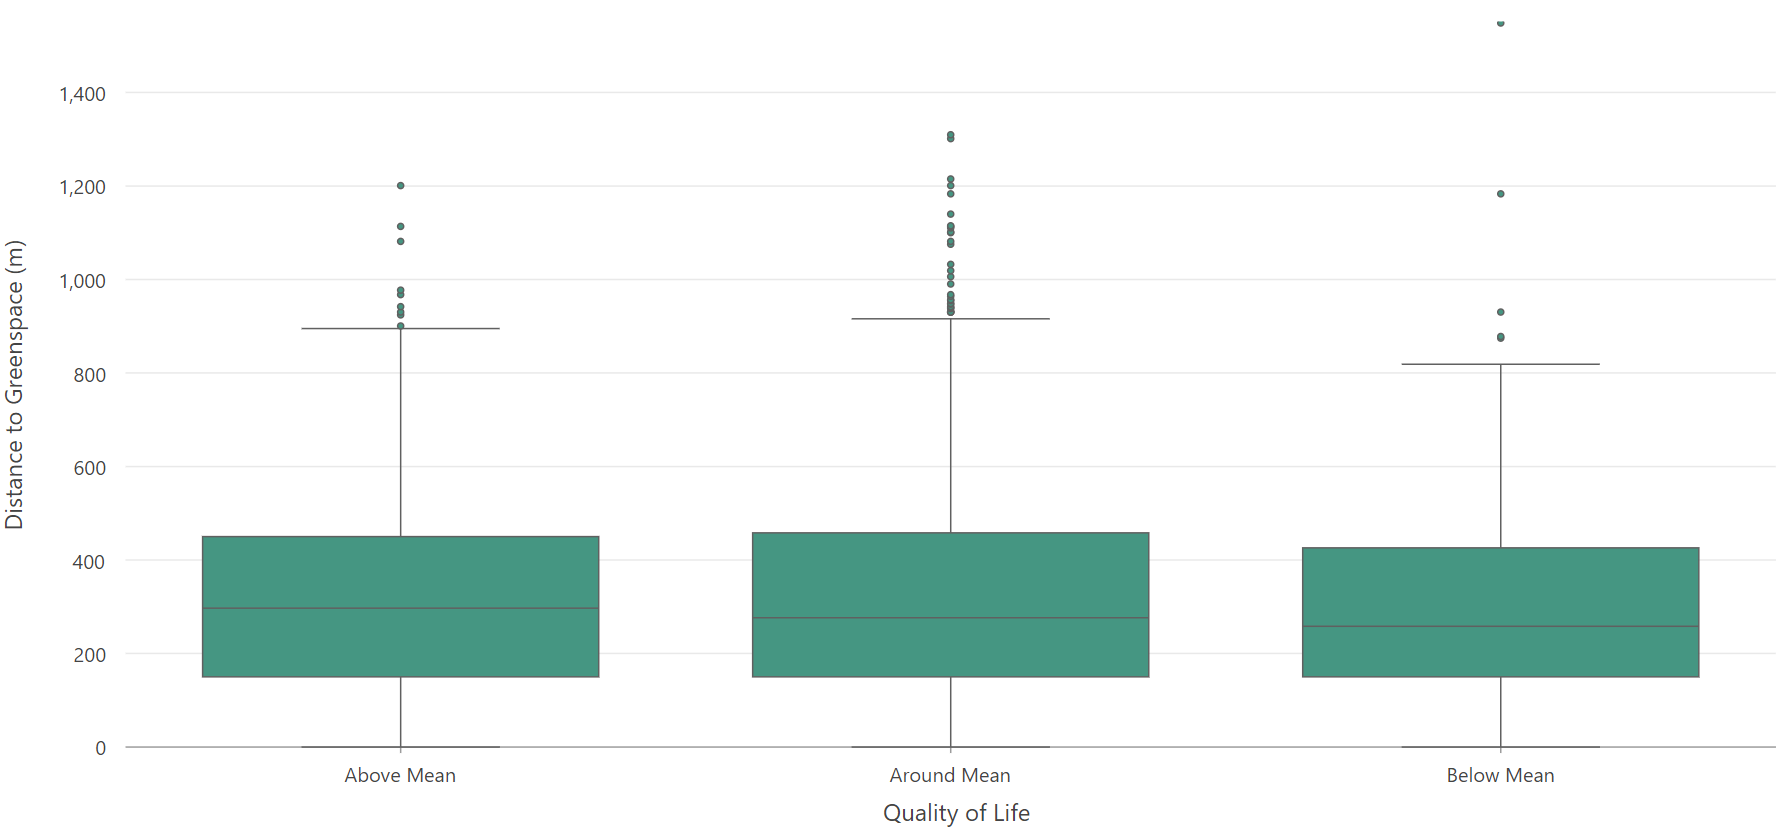 Distance to Greenspace (m)
1,400
1,200
1,000
800
600
400
200
0
Above Mean
Around Mean
Below Mean
Quality of Life